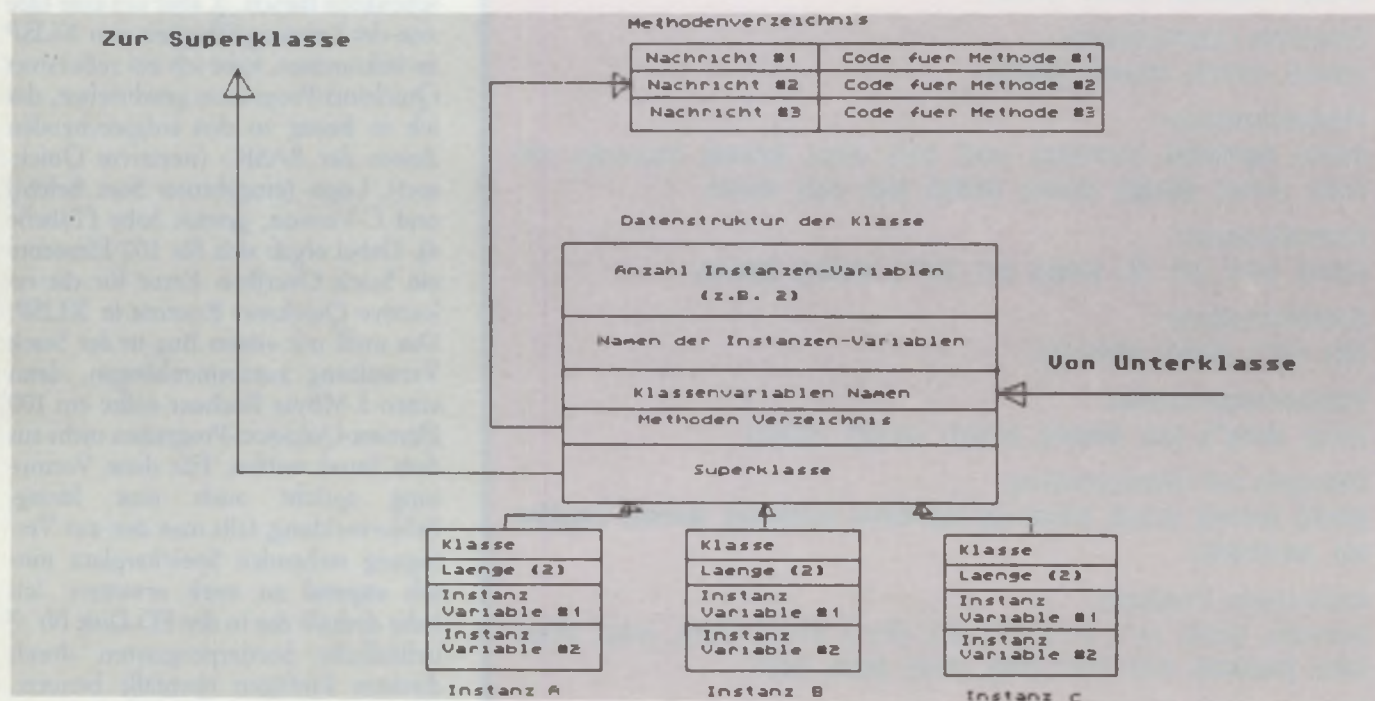 Methodenverzeichnis
Zur Superklasse
Nachricht #1 Code fuer Methode #1
Nachricht #2 Code fuer Methode #2
Nachricht #3 Code fuer Methode #3
Datenstruktur der Klasse
Anzahl Instanzen-Variablen
(z.B. 2)
Namen der Instanzen-Variablen
Von Unterklasse
Klassenvariablen Namen
Methoden Verzeichnis
Superklasse
Klasse
Laenge (2)
Instanz
Variable #1
Instanz
Variable #2
Instanz A
Klasse
Laenge (2)
Instanz
Variable #1
Instanz
Variable #2
Instanz B
Klasse
Laenge (2)
Instanz
Variable #1
Instanz
Variable #2
Instanz C